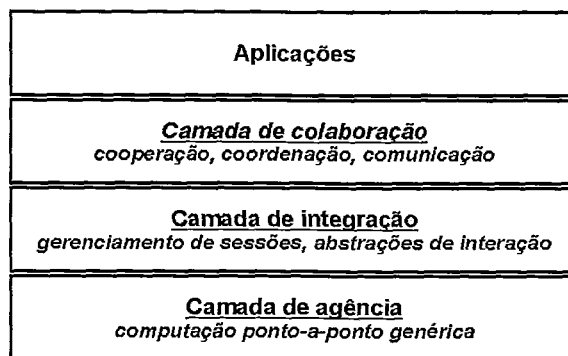 Aplicações
Camada de colaboração
cooperação, coordenação, comunicação
Camada de integração
gerenciamento de sessões, abstrações de interação
Camada de agência
computação ponto-a-ponto genérica